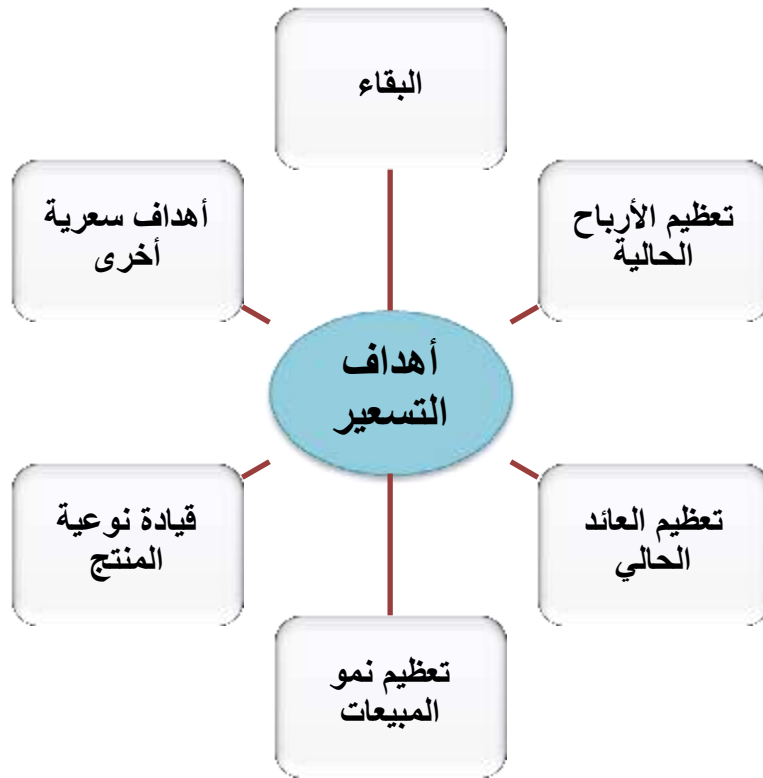 البقاء
تعظيم الأرباح
الحالية
تعظيم العائد
الحالي
تعظيم نمو
المبيعات
قيادة نوعية
المنتج
أهداف سعرية
أخرى
أهداف
التسعير